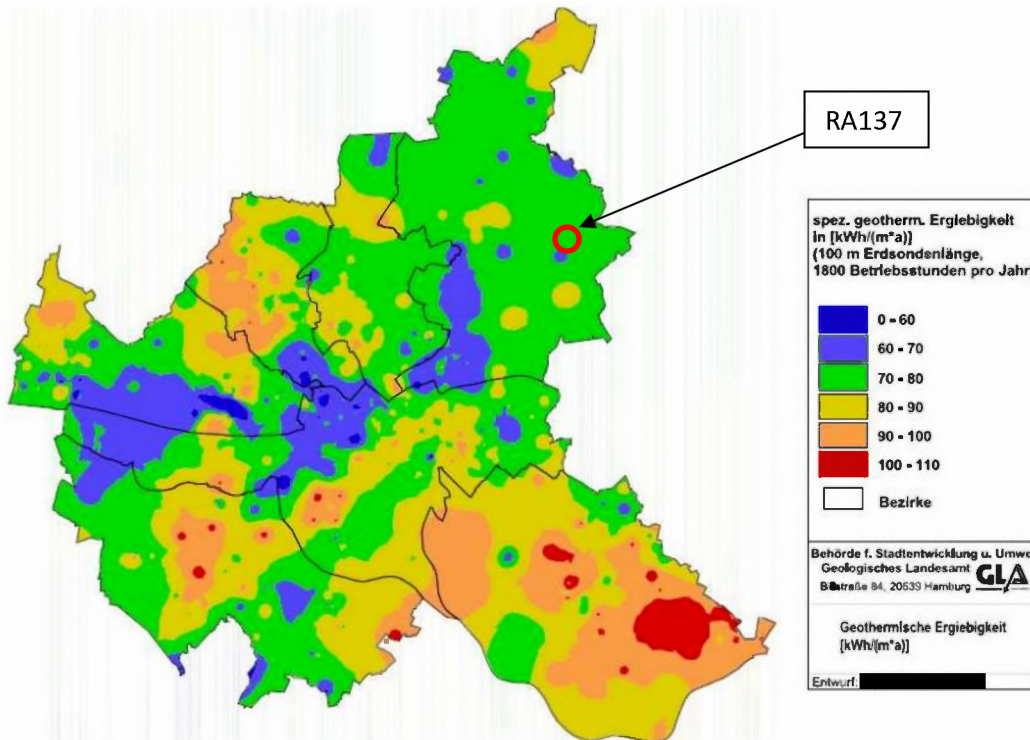 RA137
spez. geotherm. Ergiebigkeit
in [kWh/(m*a)]
(100 m Erdsondenlänge,
1800 Betriebsstunden pro Jahr
0 - 60
60 - 70
70 - 80
80 - 90
90 - 100
100 - 110
Bezirke
Behörde f. Stadtentwicklung u. Umwe
Geologisches Landesamt GLA
84, 20539 Hamburg
Geothermische Ergiebigkeit
[kWh/(m*a)]
Entwurf: